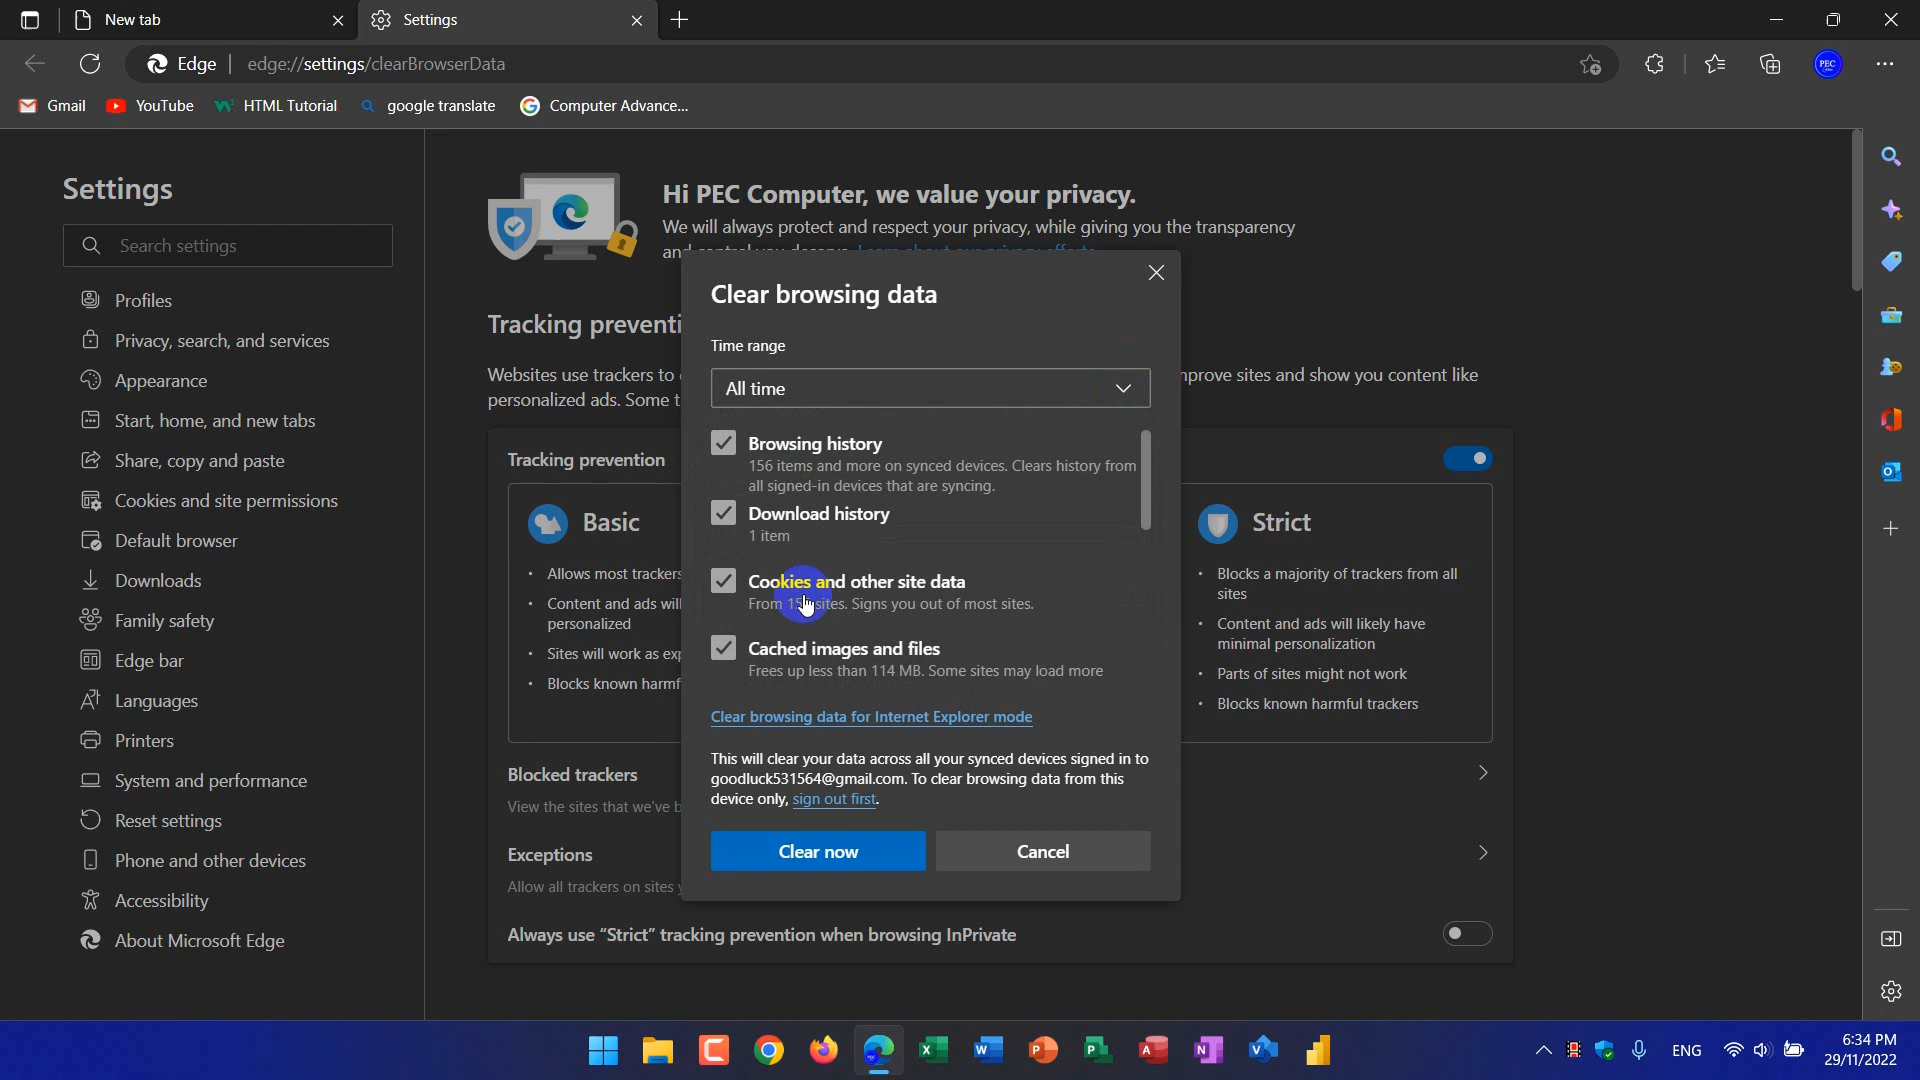 New tab
Settings
Edge
edge://settings/clearBrowserData
PEC
Gmail
YouTube
HTML Tutorial
google translate
Computer Advance...
Settings
Search settings
Profiles
Privacy, search, and services
Appearance
Start, home, and new tabs
Share, copy and paste
Cookies and site permissions
Default browser
Downloads
Family safety
Edge bar
Languages
Printers
System and performance
Reset settings
Phone and other devices
Accessibility
About Microsoft Edge
Hi PEC Computer, we value your privacy.
We will always protect and respect your privacy, while giving you the transparency
Tracking preventi
Websites use trackers to
improve sites and show you content like
personalized ads. Some t
Tracking prevention
Basic
Allows most trackers
Content and ads will
personalized
Sites will work as exp
Blocks known harmf
Strict
Blocks a majority of trackers from all
sites
Content and ads will likely have
minimal personalization
Parts of sites might not work
Blocks known harmful trackers
Blocked trackers
View the sites that we've b
Exceptions
Allow all trackers on sites y
Always use “Strict” tracking prevention when browsing InPrivate
Clear browsing data
Time range
All time
Browsing history
156 items and more on synced devices. Clears history from
all signed-in devices that are syncing.
Download history
1 item
Cookies and other site data
From sites. Signs you out of most sites.
Cached images and files
Frees up less than 114 MB. Some sites may load more
Clear browsing data for Internet Explorer mode
This will clear your data across all your synced devices signed in to
goodluck531564@gmail.com. To clear browsing data from this
device only, sign out first.
Clear now
Cancel
ENG
6:34 PM
29/11/2022